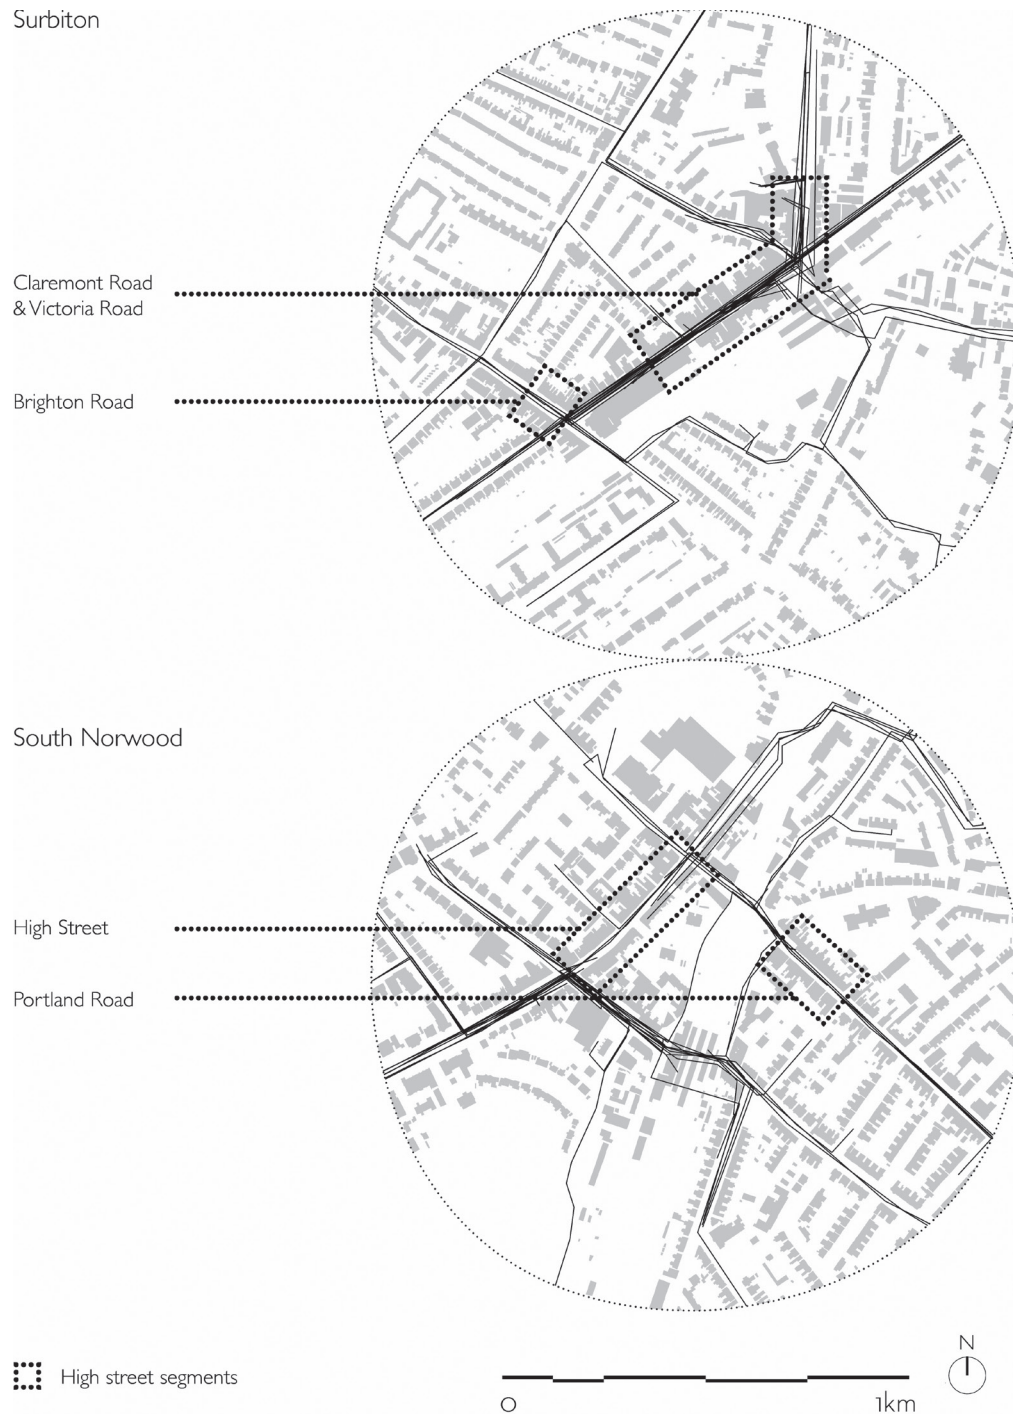 Surbiton
Claremont Road
& Victoria Road
Brighton Road
South Norwood
High Street
Portland Road
High street segments
0
1km
N